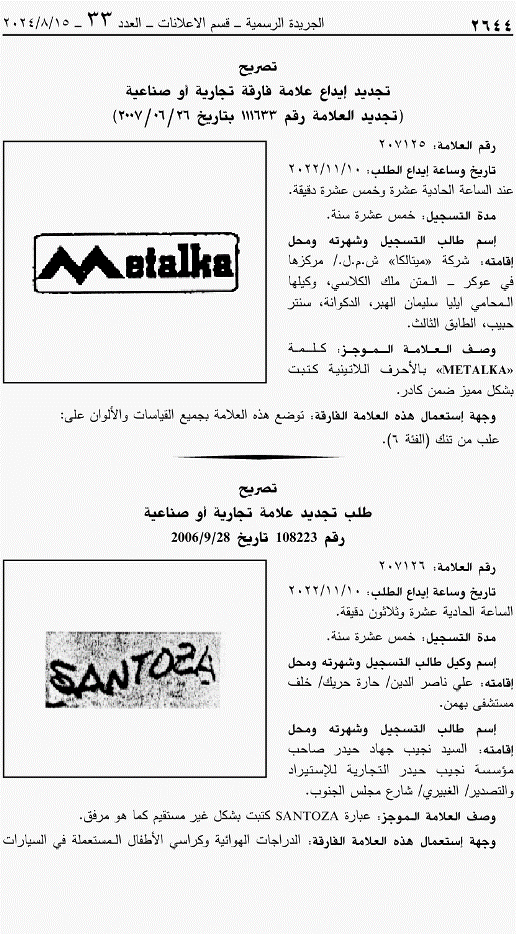 ٢٦٤٤
الجريدة الرسمية ــ قسم الاعلانات ــ العدد ٣٣ ــ ٢٠٢٤/٨/١٥
تصريح
تجديد إيداع علامة فارقة تجارية أو صناعية
(تجديد العلامة رقم ١١١٦٣٣ بتاريخ ٢٠٠٧/٠٦/٢٦)
رقم العلامة: ٢٠٧١٢٥
تاريخ وساعة إيداع الطلب: ٢٠٢٢/١١/١٠
عند الساعة الحادية عشرة وخمس عشرة دقيقة.
مدة التسجيل: خمس عشرة سنة.
إسم طالب التسجيل وشهرته ومحل
إقامته: شركة «ميتالكا» ش.م.ل./ مركزها
في عوكر ــ المتن ملك الكلاسي، وكيلها
المحامي ايليا سليمان الهبر، الدكوانة، سنتر
حبيب، الطابق الثالث.
وصف العلامة الموجز: كلمة
«METALKA» بالأحرف اللاتينية كتبت
بشكل مميز ضمن كادر.
Metalka
وجهة إستعمال هذه العلامة الفارقة: توضع هذه العلامة بجميع القياسات والألوان على:
علب من تنك (الفئة ٦).
تصريح
طلب تجديد علامة تجارية أو صناعية
رقم 108223 تاريخ 2006/9/28
رقم العلامة: ٢٠٧١٢٦
تاريخ وساعة إيداع الطلب: ٢٠٢٢/١١/١٠
الساعة الحادية عشرة وثلاثون دقيقة.
مدة التسجيل: خمس عشرة سنة.
إسم وكيل طالب التسجيل وشهرته ومحل
إقامته: علي ناصر الدين/ حارة حريك/ خلف
مستشفى بهمن.
إسم طالب التسجيل وشهرته ومحل
إقامته: السيد نجيب جهاد حيدر صاحب
مؤسسة نجيب حيدر التجارية للإستيراد
والتصدير/ الغبيري/ شارع مجلس الجنوب.
SANTOZA
وصف العلامة الموجز: عبارة SANTOZA كتبت بشكل غير مستقيم كما هو مرفق.
وجهة إستعمال هذه العلامة الفارقة: الدراجات الهوائية وكراسي الأطفال المستعملة في السيارات